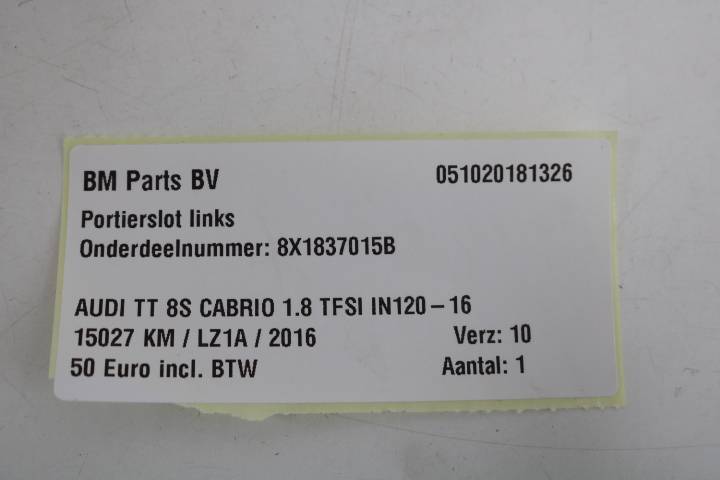 BM Parts BV 051020181326
Portierslot links
Onderdeelnummer: 8X1837015B
AUDI TT 8S CABRIO 1.8 TFSI IN120-16
15027 KM / LZ1A / 2016 Verz: 10
50 Euro incl. BTW Aantal: 1